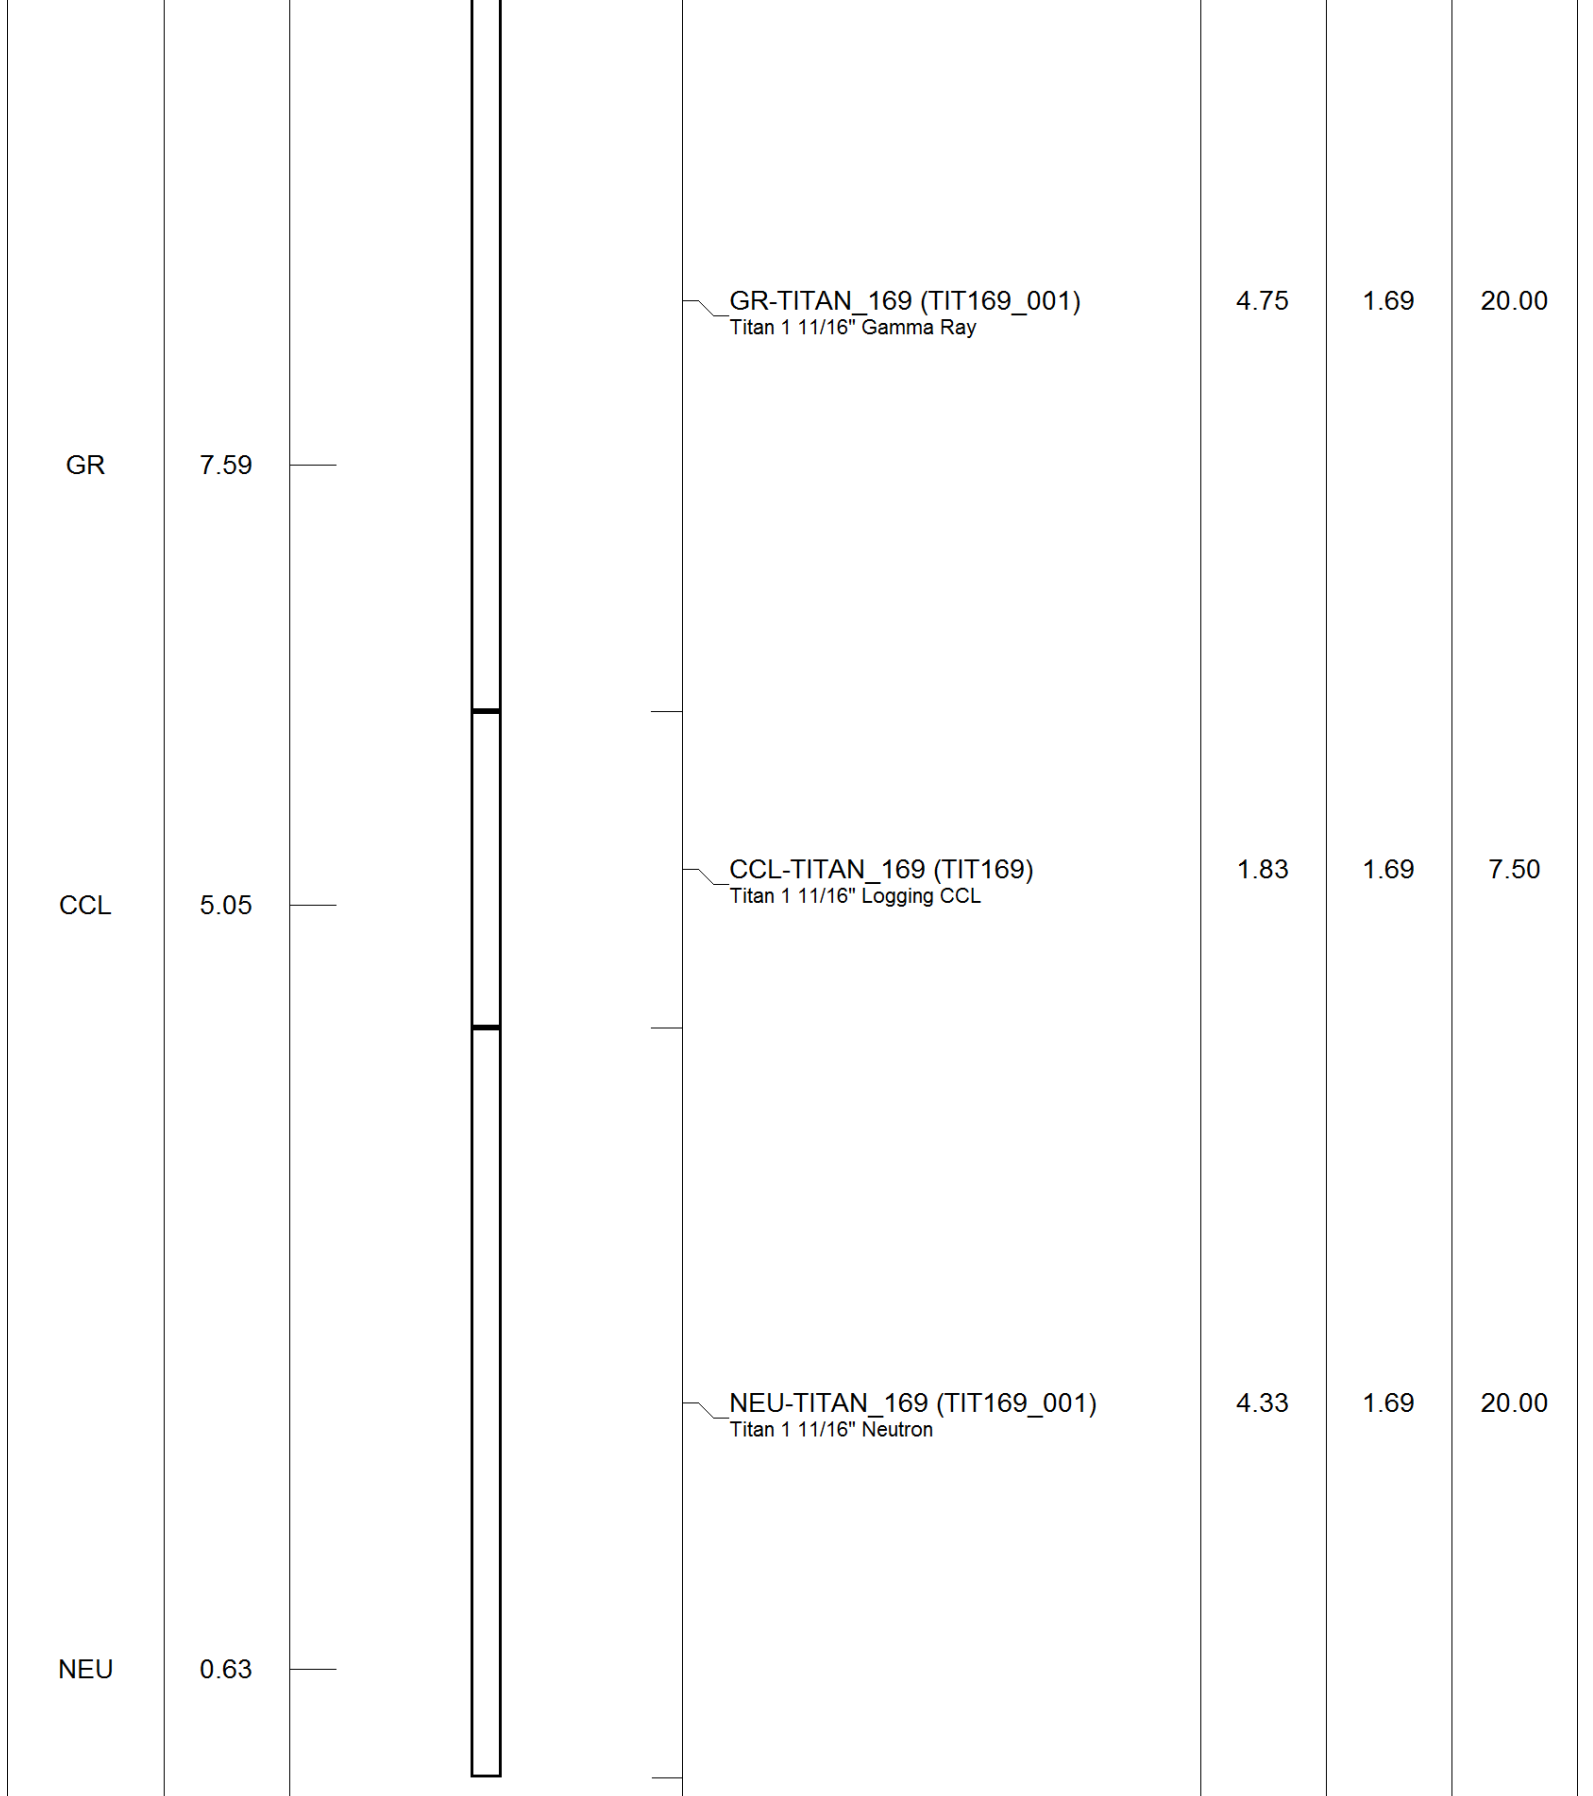 GR-TITAN_169 (TIT169_001) 4.75 1.69 20.00
Titan 1 11/16" Gamma Ray
GR 7.59
CCL-TITAN_169 (TIT169) 1.83 1.69 7.50
Titan 1 11/16" Logging CCL
CCL 5.05
NEU-TITAN_169 (TIT169_001) 4.33 1.69 20.00
Titan 1 11/16" Neutron
NEU 0.63